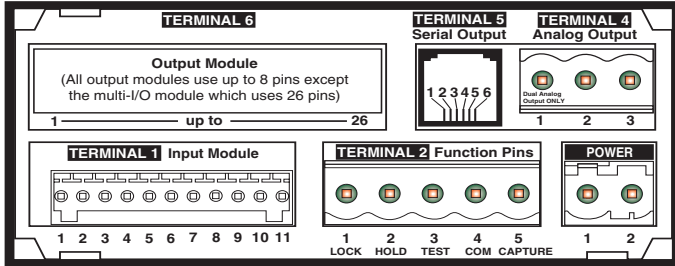 TERMINAL 6
Output Module
(All output modules use up to 8 pins except
the multi-I/O module which uses 26 pins)
1 up to 26
TERMINAL 5
Serial Output
1 2 3 4 5 6
TERMINAL 4
Analog Output
Dual Analog
Output ONLY
1 2 3
TERMINAL 1 Input Module
1 2 3 4 5 6 7 8 9 10 11
TERMINAL 2 Function Pins
1 2 3 4 5
LOCK HOLD TEST COM CAPTURE
POWER
1 2